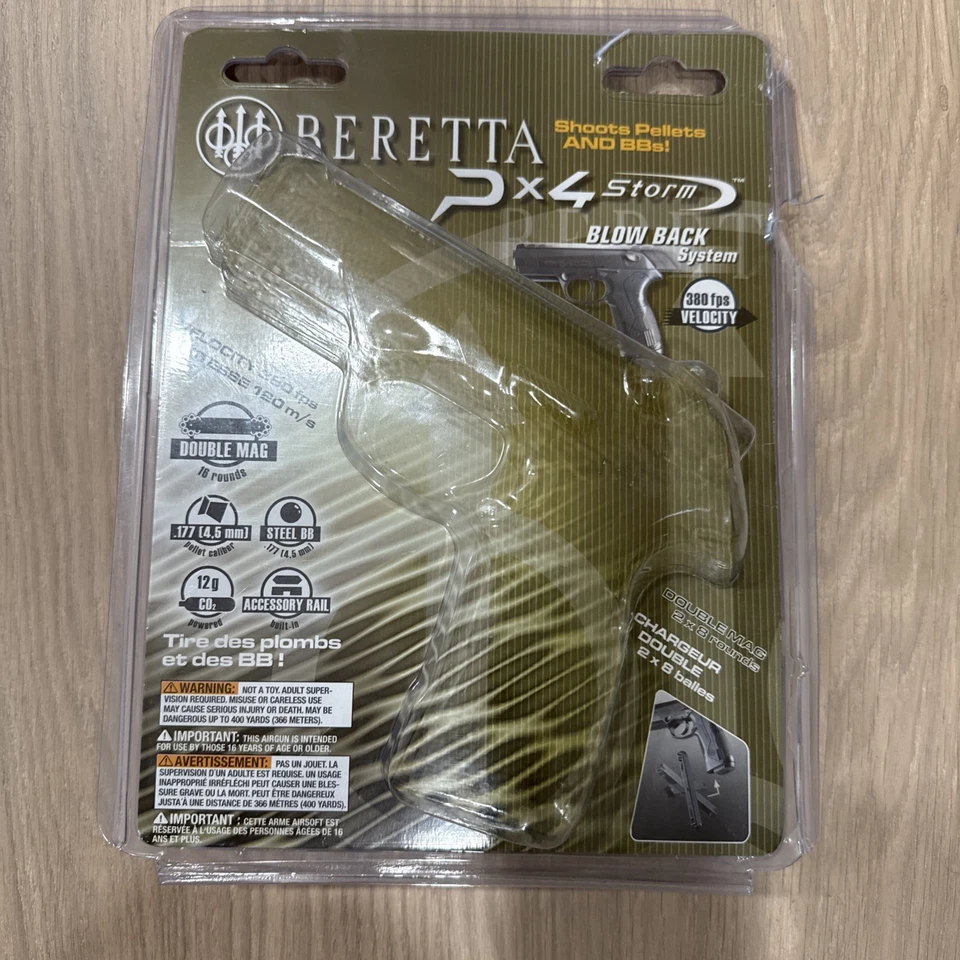 BERETTA
Shoots Pellets
AND BBs!
Px4 Storm™
BLOW BACK
System
380 fps
VELOCITY
VELOCITY 380 fps
120 m/s
DOUBLE MAG
16 rounds
.177 (4,5 mm)
pellet caliber
STEEL BB
.177 (4,5 mm)
12 g
CO₂
powered
ACCESSORY RAIL
built-in
Tire des plombs
et des BB !
DOUBLE MAG
2 x 8 rounds
CHARGEUR
DOUBLE
2 x 8 balles
WARNING: NOT A TOY. ADULT SUPER-
VISION REQUIRED. MISUSE OR CARELESS USE
MAY CAUSE SERIOUS INJURY OR DEATH. MAY BE
DANGEROUS UP TO 400 YARDS (366 METERS).
IMPORTANT: THIS AIRGUN IS INTENDED
FOR USE BY THOSE 16 YEARS OF AGE OR OLDER.
AVERTISSEMENT: PAS UN JOUET. LA
SUPERVISION D'UN ADULTE EST REQUISE. UN USAGE
INAPPROPRIÉ IRRÉFLÉCHI PEUT CAUSER UNE BLES-
SURE GRAVE OU LA MORT. PEUT ÊTRE DANGEREUX
JUSTA'À UNE DISTANCE DE 366 MÈTRES (400 YARDS).
IMPORTANT : CETTE ARME AIRSOFT EST
RÉSERVÉE À L'USAGE DES PERSONNES ÂGÉES DE 16
ANS ET PLUS.